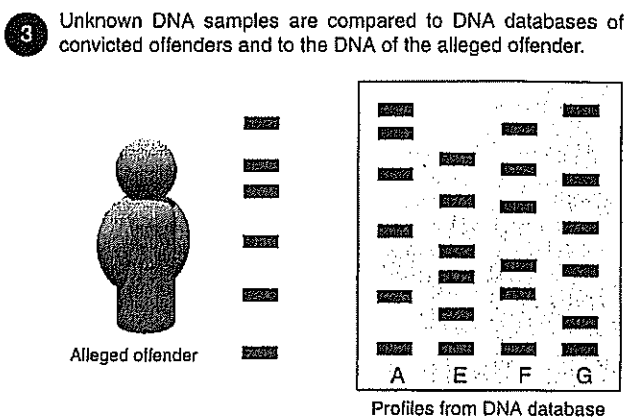 3 Unknown DNA samples are compared to DNA databases of
convicted offenders and to the DNA of the alleged offender.
Alleged offender
A E F G
Profiles from DNA database